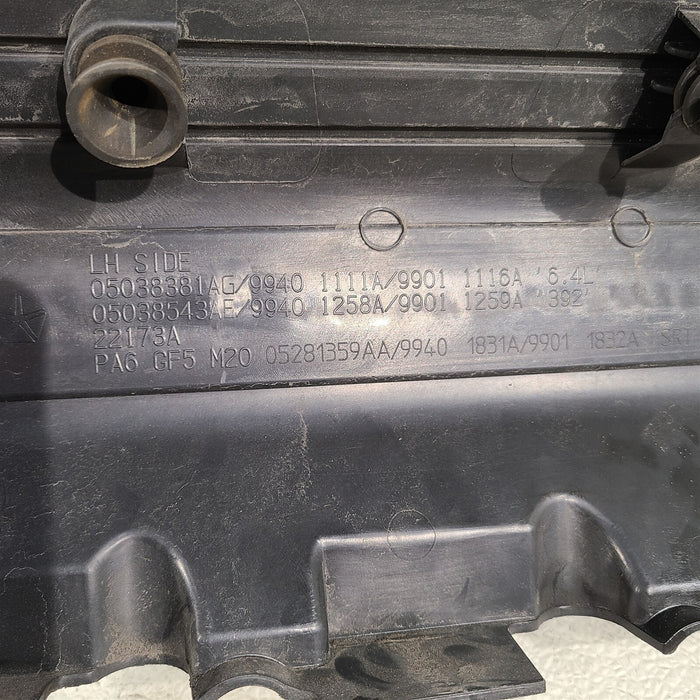 LH SIDE
05038381AG/9940 1111A/9901 1116A '6.4L'
05038543AE/9940 1258A/9901 1259A '392'
22173A
PA6 GF5 M20 05281359AA/9940 1831A/9901 1832A SRT